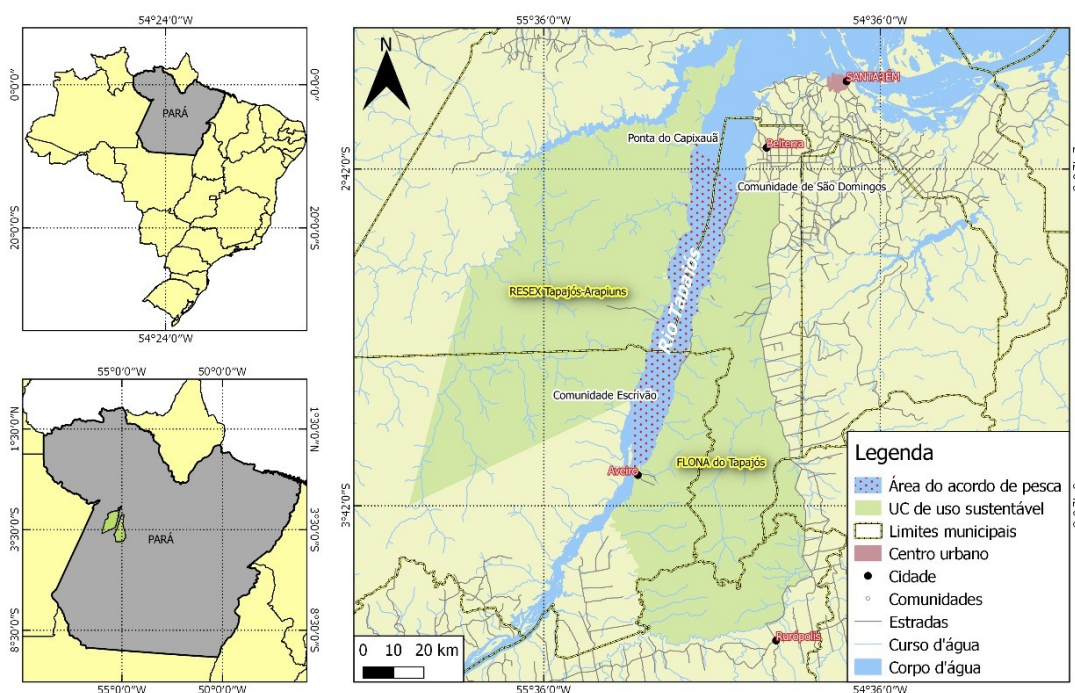 54°24'0"W
0°0'0"
0°0'0"
PARÁ
20°0'0"S
20°0'0"S
54°24'0"W
55°0'0"W
50°0'0"W
1°30'0"N
1°30'0"N
3°30'0"S
3°30'0"S
PARÁ
8°30'0"S
8°30'0"S
55°0'0"W
50°0'0"W
55°36'0"W
54°36'0"W
N
SANTARÉM
Ponta do Capixauã
Belterra
2°42'0"S
Comunidade de São Domingos
RESEX Tapajós-Arapiuns
Rio Tapajós
Comunidade Escrivão
FLONA do Tapajós
Aveiro
3°42'0"S
Rurópolis
0 10 20 km
55°36'0"W
54°36'0"W
Legenda
Área do acordo de pesca
UC de uso sustentável
Limites municipais
Centro urbano
Cidade
Comunidades
Estradas
Curso d'água
Corpo d'água